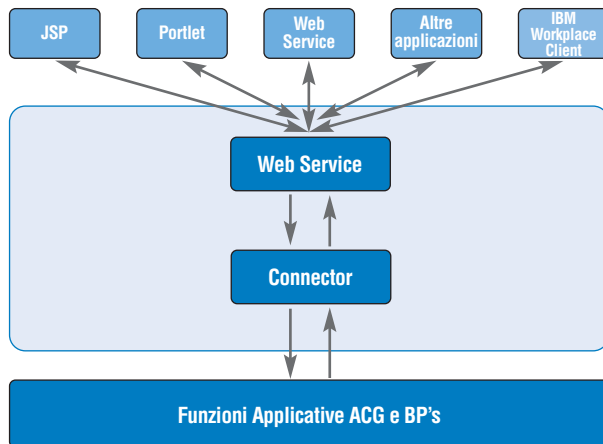 JSP
Portlet
Web
Service
Altre
applicazioni
IBM
Workplace
Client
Web Service
Connector
Funzioni Applicative ACG e BP's